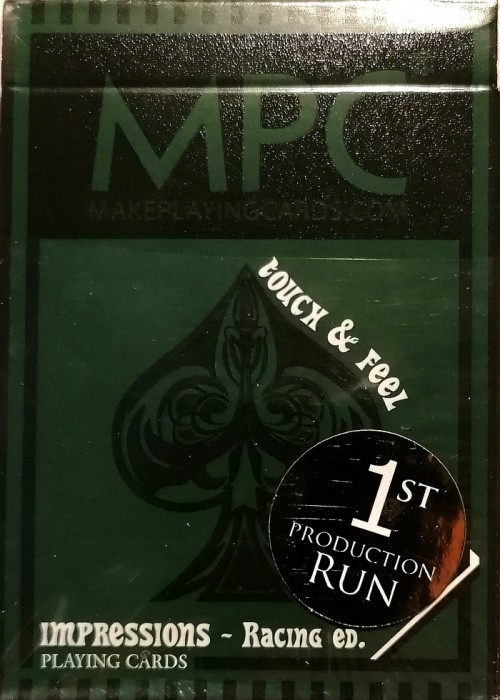 MPC
MAKEPLAYINGCARDS.COM
touch & feel
1ST
PRODUCTION
RUN
IMPRESSIONS - RACING ED.
PLAYING CARDS